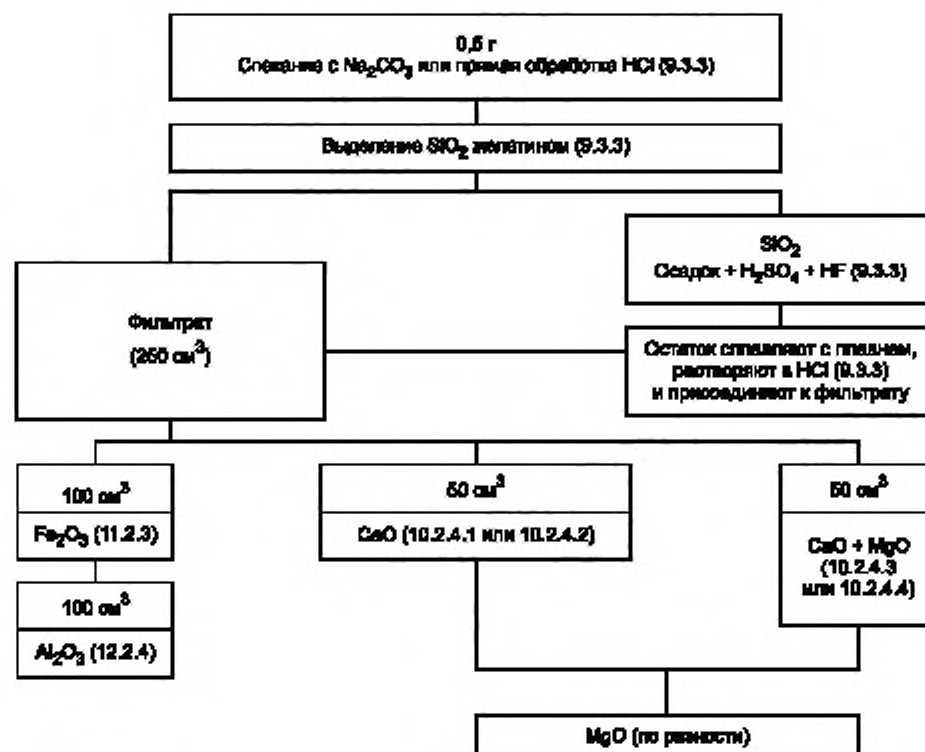 0,5 г
Спекание с Na₂CO₃ или прямая обработка HCl (9.3.3)
Выделение SiO₂ желатином (9.3.3)
SiO₂
Осадок + H₂SO₄ + HF (9.3.3)
Фильтрат
(250 см³)
Остаток сплавляют с плавнем,
растворяют в HCl (9.3.3)
и присоединяют к фильтрату
100 см³
Fe₂O₃ (11.2.3)
100 см³
Al₂O₃ (12.2.4)
50 см³
CaO (10.2.4.1 или 10.2.4.2)
50 см³
CaO + MgO
(10.2.4.3
или 10.2.4.4)
MgO (по разности)